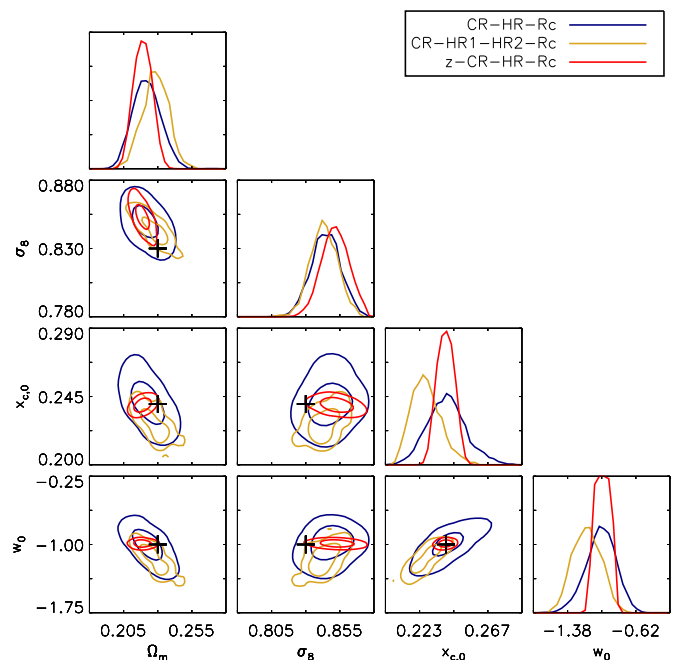 CR-HR-Rc
CR-HR1-HR2-Rc
z-CR-HR-Rc
0.880
0.830
0.780
σ8
0.290
0.245
0.200
xc,0
-0.25
-1.00
-1.75
w0
0.205 0.255
0.805 0.855
0.223 0.267
-1.38 -0.62
Ωm
σ8
xc,0
w0